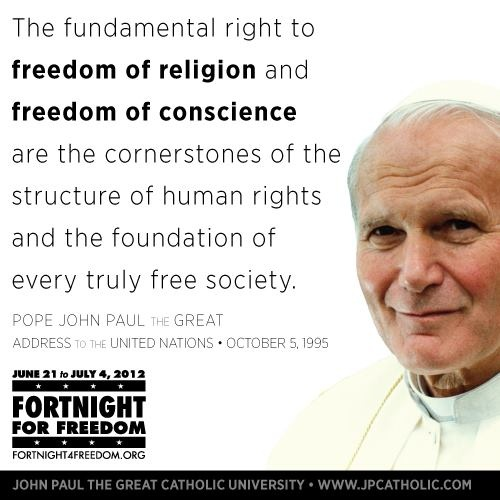 The fundamental right to
freedom of religion and
freedom of conscience
are the cornerstones of the
structure of human rights
and the foundation of
every truly free society.
POPE JOHN PAUL THE GREAT
ADDRESS TO THE UNITED NATIONS • OCTOBER 5, 1995
JUNE 21 to JULY 4, 2012
FORTNIGHT
FOR FREEDOM
FORTNIGHT4FREEDOM.ORG
JOHN PAUL THE GREAT CATHOLIC UNIVERSITY • WWW.JPCATHOLIC.COM